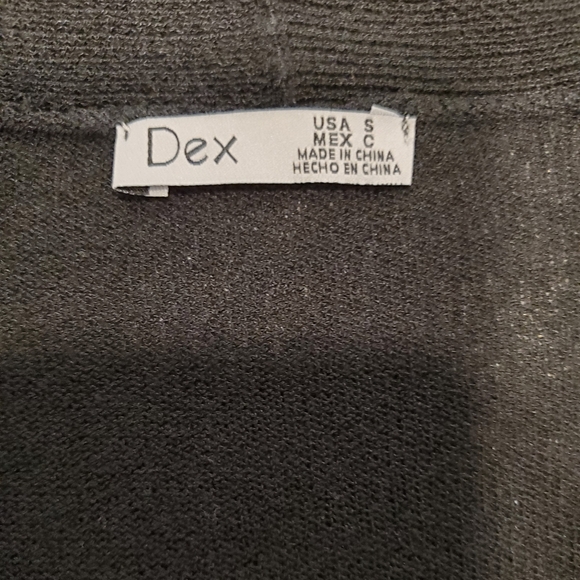 Dex
USA S
MEX C
MADE IN CHINA
HECHO EN CHINA